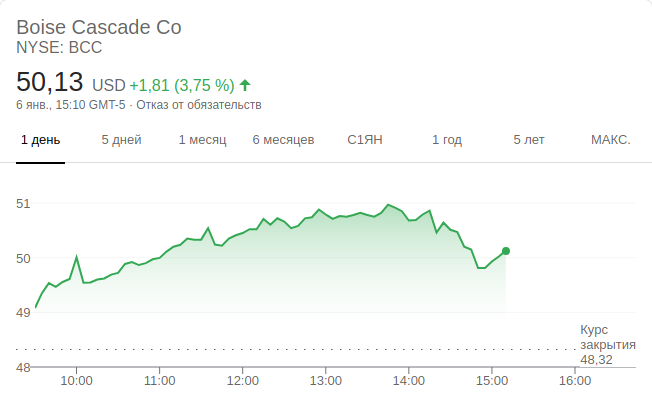 Boise Cascade Co
NYSE: BCC
50,13 USD +1,81 (3,75 %)
6 янв., 15:10 GMT-5 · Отказ от обязательств
1 день 5 дней 1 месяц 6 месяцев С1ЯН 1 год 5 лет МАКС.
51
50
49
Курс
закрытия
48,32
48
10:00 11:00 12:00 13:00 14:00 15:00 16:00